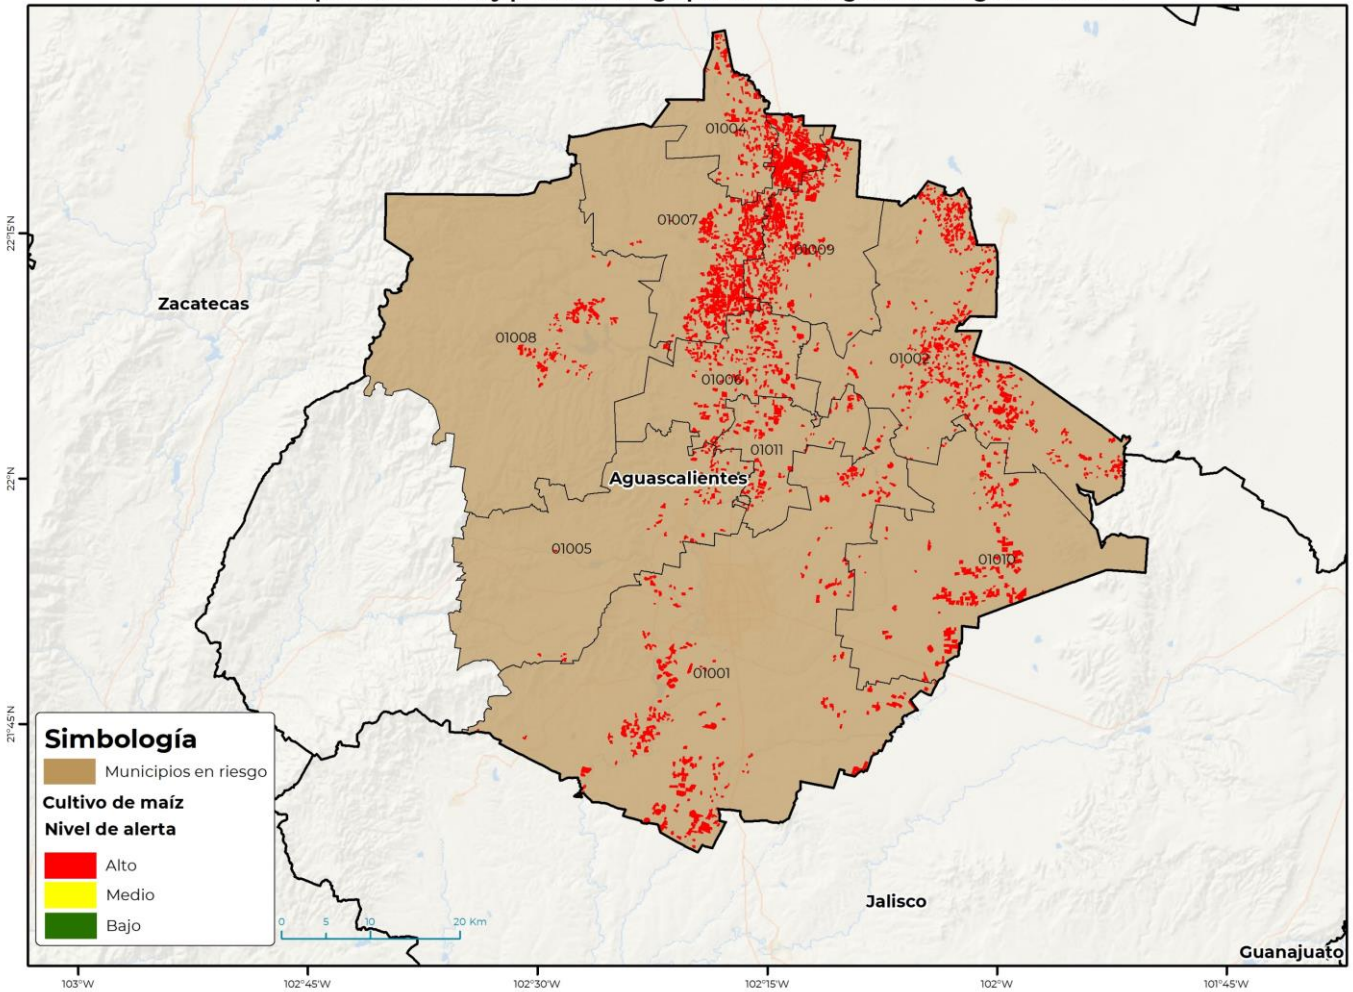 01004
22°15'N
01007
01009
Zacatecas
01008
01002
01006
01011
22°N
Aguascalientes
01005
01010
01001
21°45'N
Simbología
Municipios en riesgo
Cultivo de maíz
Nivel de alerta
Alto
Medio
Bajo
0 5 10 20 Km
Jalisco
Guanajuato
103°W 102°45'W 102°30'W 102°15'W 102°W 101°45'W